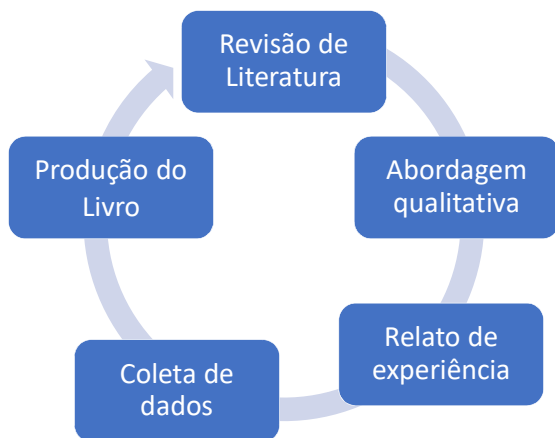 Revisão de
Literatura
Abordagem
qualitativa
Relato de
experiência
Coleta de
dados
Produção do
Livro